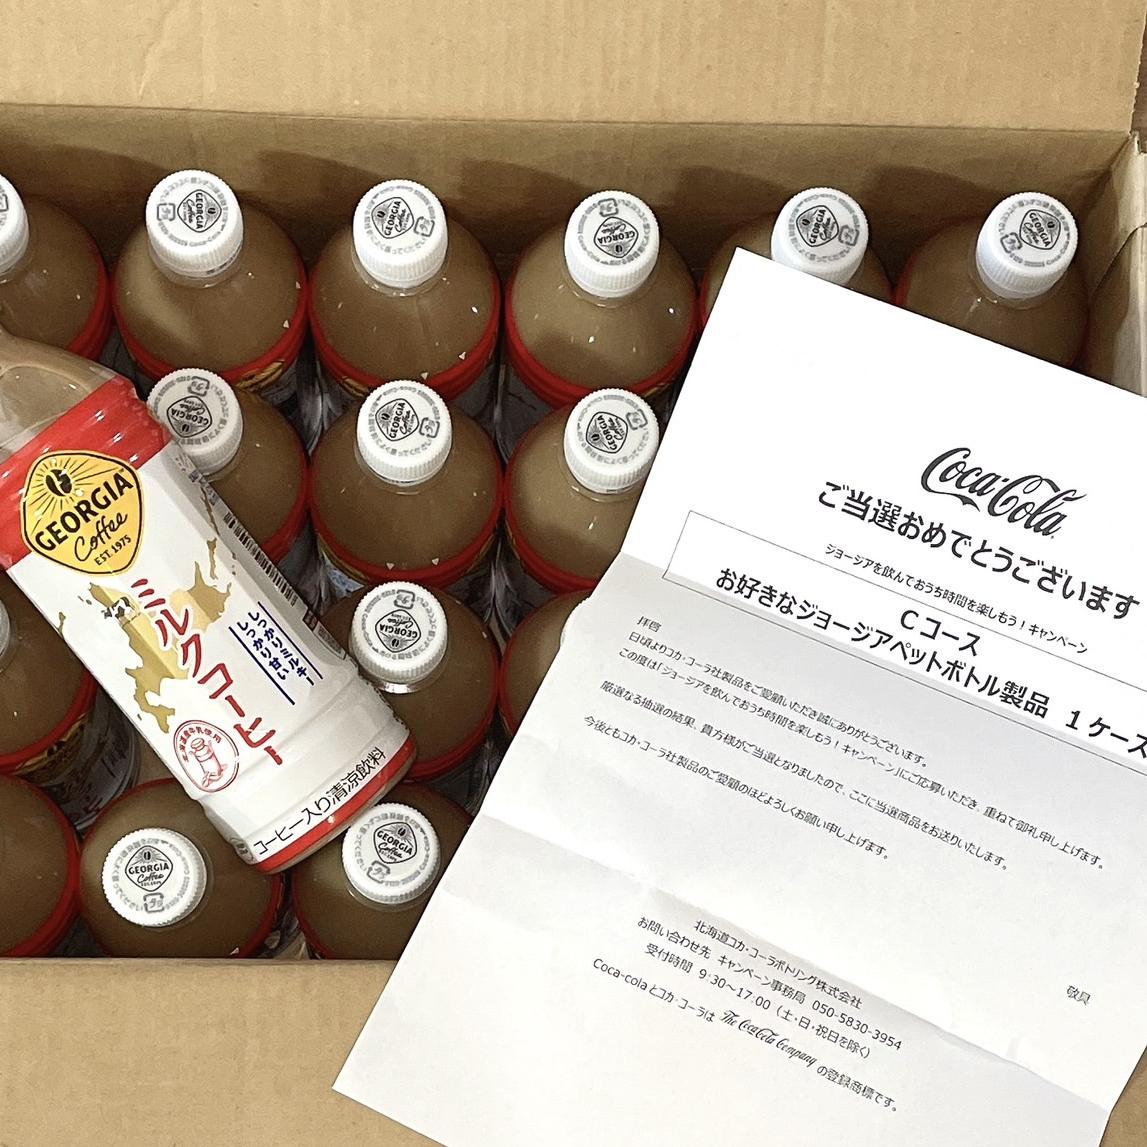 GEORGIA
Coffee
EST. 1975
ミルクコーヒー
しっかりミルキー
しっかり甘い
北海道産牛乳使用
コーヒー入り清涼飲料
GEORGIA
Coffee
Coca-Cola
ご当選おめでとうございます
ジョージアを飲んでおうち時間を楽しもう！キャンペーン
Cコース
お好きなジョージアペットボトル製品 1ケース
拝啓
日頃よりコカ・コーラ社製品をご愛顧いただき誠にありがとうございます。
この度は「ジョージアを飲んでおうち時間を楽しもう！キャンペーン」にご応募いただき、重ねて御礼申し上げます。
厳選なる抽選の結果、貴方様がご当選となりましたので、ここに当選商品をお送りいたします。
今後ともコカ・コーラ社製品のご愛顧のほどよろしくお願い申し上げます。
敬具
北海道コカ・コーラボトリング株式会社
お問い合わせ先 キャンペーン事務局 050-5830-3954
受付時間 9:30～17:00（土・日・祝日を除く）
Coca-colaとコカ・コーラは The Coca-Cola Company の登録商標です。